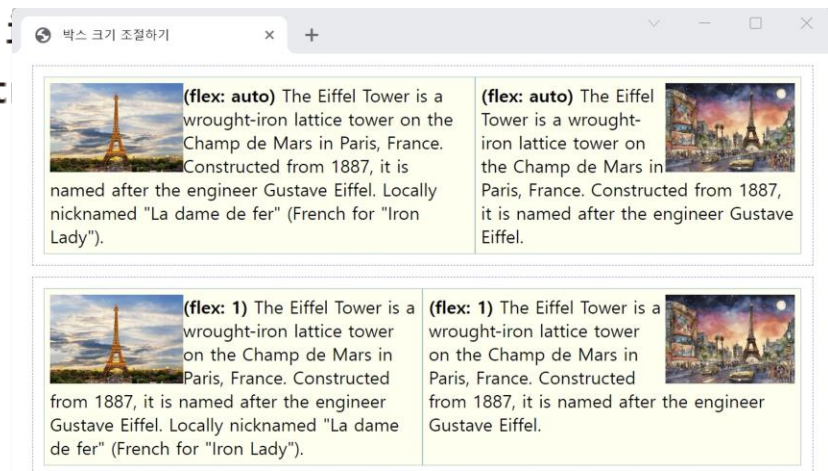 박스 크기 조절하기
(flex: auto) The Eiffel Tower is a
wrought-iron lattice tower on the
Champ de Mars in Paris, France.
Constructed from 1887, it is
named after the engineer Gustave Eiffel. Locally
nicknamed "La dame de fer" (French for "Iron
Lady").
(flex: auto) The Eiffel
Tower is a wrought-
iron lattice tower on
the Champ de Mars in
Paris, France. Constructed from 1887,
it is named after the engineer Gustave
Eiffel.
(flex: 1) The Eiffel Tower is a
wrought-iron lattice tower
on the Champ de Mars in
Paris, France. Constructed
from 1887, it is named after the engineer
Gustave Eiffel. Locally nicknamed "La dame
de fer" (French for "Iron Lady").
(flex: 1) The Eiffel Tower is a
wrought-iron lattice tower
on the Champ de Mars in
Paris, France. Constructed
from 1887, it is named after the engineer
Gustave Eiffel.